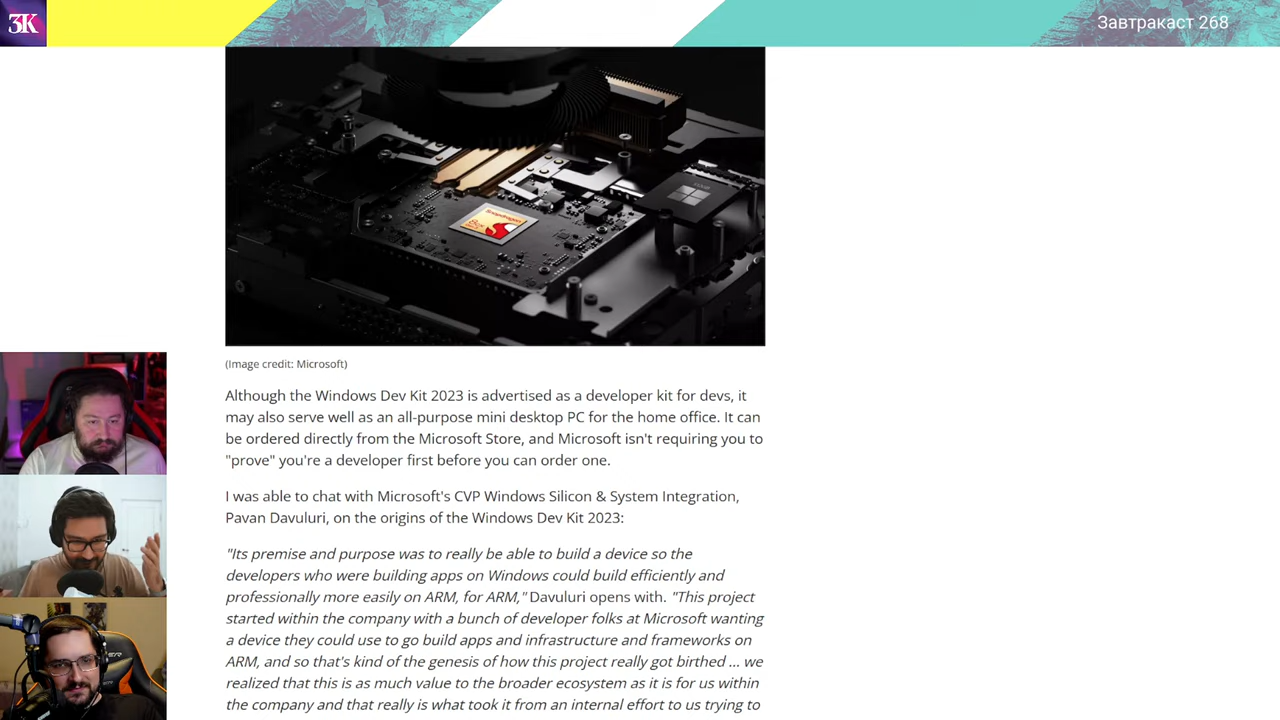 ЗК
Завтракаст 268
Snapdragon
(Image credit: Microsoft)
Although the Windows Dev Kit 2023 is advertised as a developer kit for devs, it
may also serve well as an all-purpose mini desktop PC for the home office. It can
be ordered directly from the Microsoft Store, and Microsoft isn't requiring you to
"prove" you're a developer first before you can order one.
I was able to chat with Microsoft's CVP Windows Silicon & System Integration,
Pavan Davuluri, on the origins of the Windows Dev Kit 2023:
"Its premise and purpose was to really be able to build a device so the
developers who were building apps on Windows could build efficiently and
professionally more easily on ARM, for ARM," Davuluri opens with. "This project
started within the company with a bunch of developer folks at Microsoft wanting
a device they could use to go build apps and infrastructure and frameworks on
ARM, and so that's kind of the genesis of how this project really got birthed ... we
realized that this is as much value to the broader ecosystem as it is for us within
the company and that really is what took it from an internal effort to us trying to